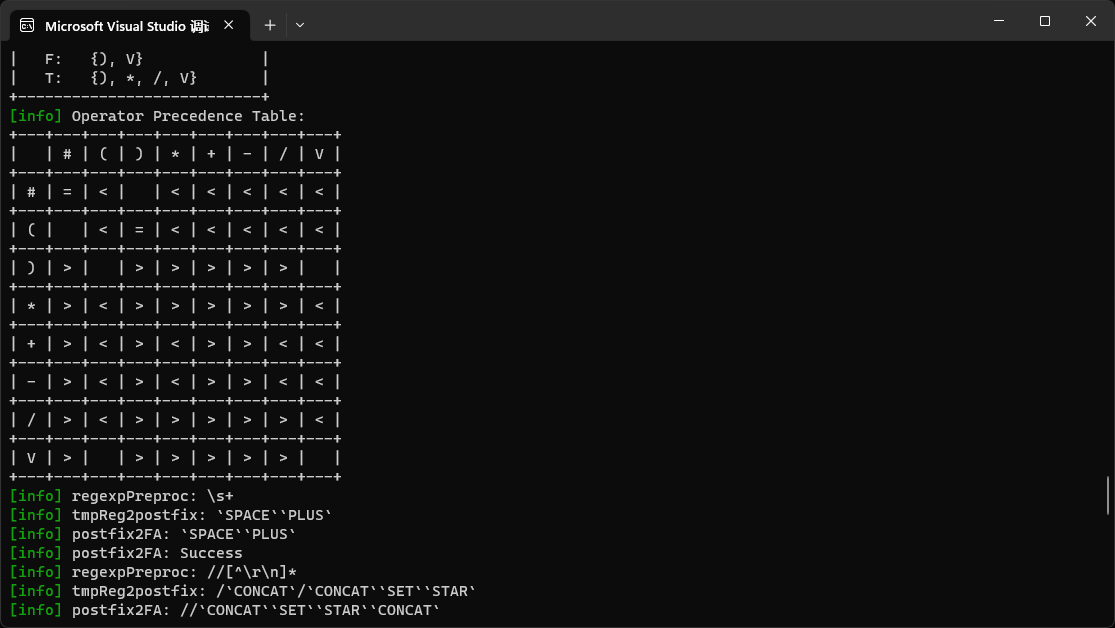 Microsoft Visual Studio 调试
|   F:   {), V}              |
|   T:   {), *, /, V}        |
+---------------------------+
[info] Operator Precedence Table:
+---+---+---+---+---+---+---+---+---+
|   | # | ( | ) | * | + | - | / | V |
+---+---+---+---+---+---+---+---+---+
| # | = | < |   | < | < | < | < | < |
+---+---+---+---+---+---+---+---+---+
| ( |   | < | = | < | < | < | < | < |
+---+---+---+---+---+---+---+---+---+
| ) | > |   | > | > | > | > | > |   |
+---+---+---+---+---+---+---+---+---+
| * | > | < | > | > | > | > | > | < |
+---+---+---+---+---+---+---+---+---+
| + | > | < | > | < | > | > | < | < |
+---+---+---+---+---+---+---+---+---+
| - | > | < | > | < | > | > | < | < |
+---+---+---+---+---+---+---+---+---+
| / | > | < | > | > | > | > | > | < |
+---+---+---+---+---+---+---+---+---+
| V | > |   | > | > | > | > | > |   |
+---+---+---+---+---+---+---+---+---+
[info] regexpPreproc: \s+
[info] tmpReg2postfix: `SPACE``PLUS`
[info] postfix2FA: `SPACE``PLUS`
[info] postfix2FA: Success
[info] regexpPreproc: //[^\r\n]*
[info] tmpReg2postfix: /`CONCAT`/`CONCAT``SET``STAR`
[info] postfix2FA: //`CONCAT``SET``STAR``CONCAT`